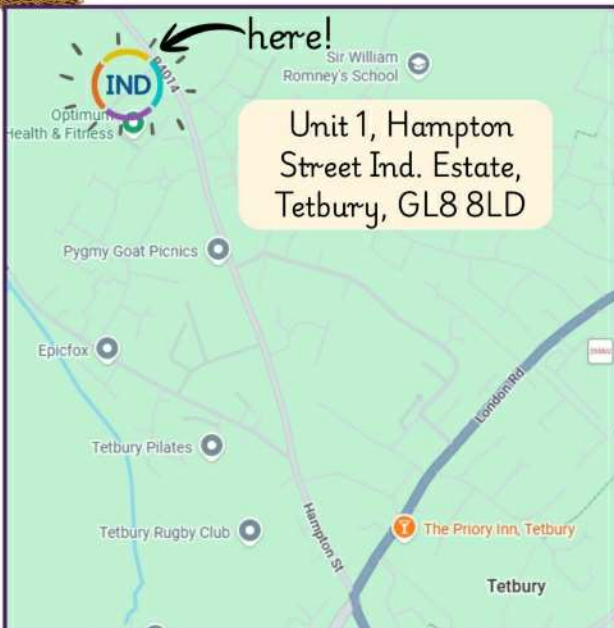 here!
IND
B4014
Sir William
Romney's School
Optimum
Health & Fitness
Unit 1, Hampton
Street Ind. Estate,
Tetbury, GL8 8LD
Pygmy Goat Picnics
Epicfox
London Rd
Tetbury Pilates
Tetbury Rugby Club
Hampton St
The Priory Inn, Tetbury
Tetbury